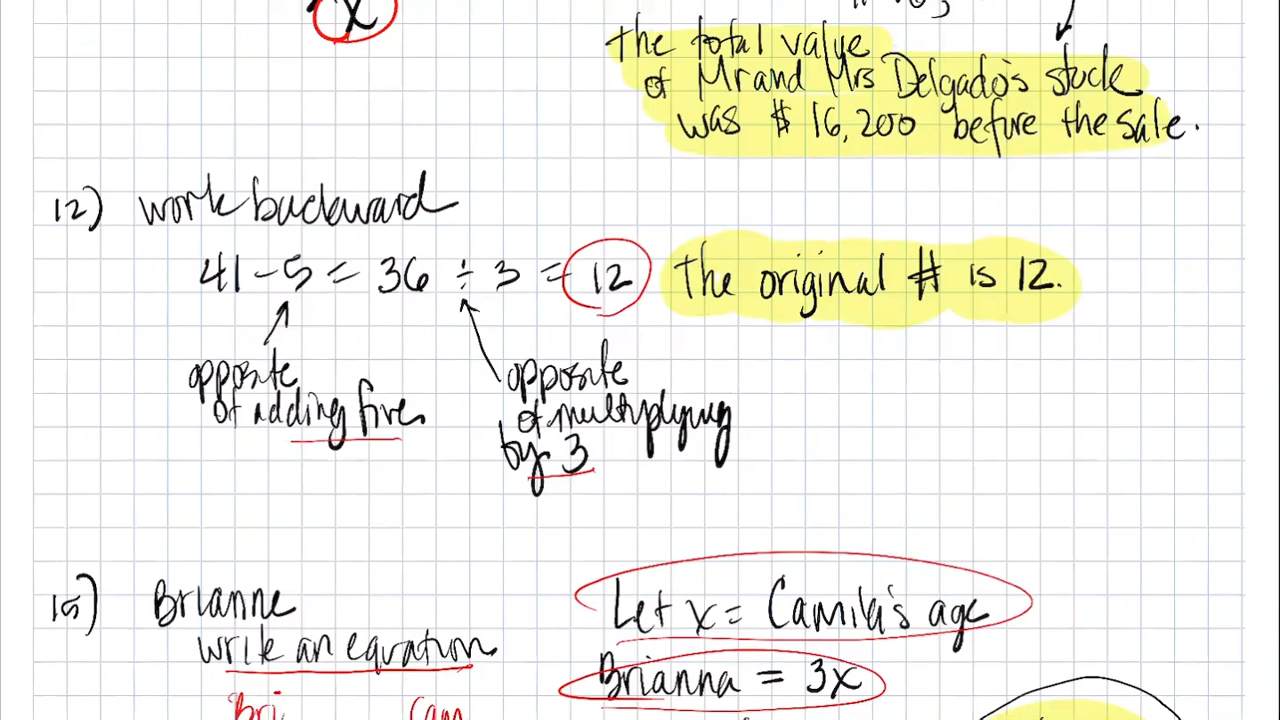 x
the total value
of Mr and Mrs Delgado's stock
was $ 16,200 before the sale.
12) work backward
41 - 5 = 36 ÷ 3 = 12 the original # is 12.
opposite
of adding five
opposite
of multiplying
by 3
15) Brianne
write an equation
Let x = Camila's age
Brianna = 3x
Bri Cam